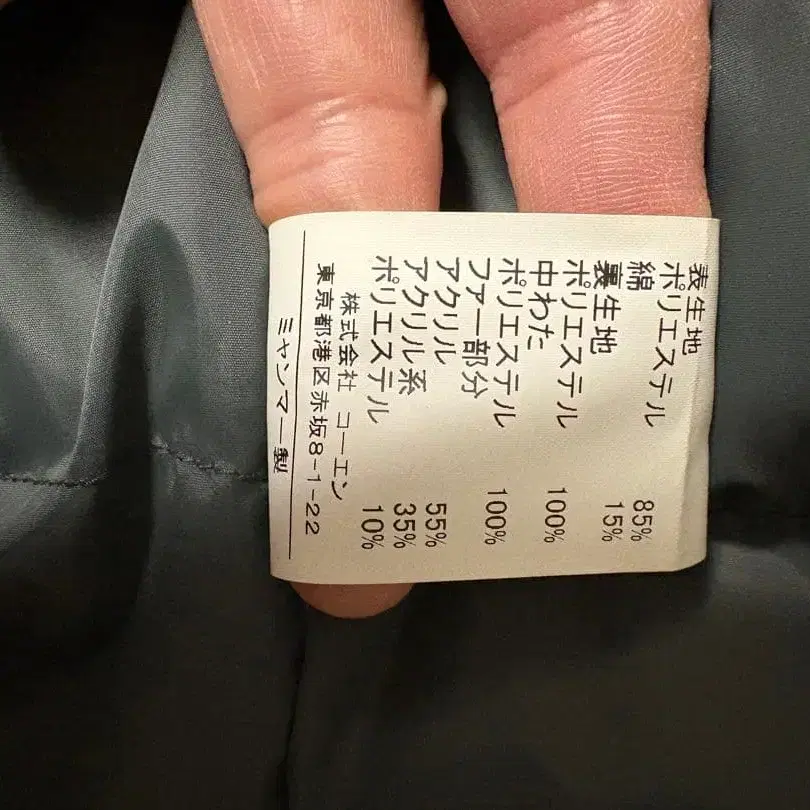 表生地
ポリエステル 85%
綿 15%
裏生地
ポリエステル 100%
中わた
ポリエステル 100%
ファー部分
アクリル 55%
アクリル系 35%
ポリエステル 10%
株式会社 コーエン
東京都港区赤坂8-1-22
ミャンマー製